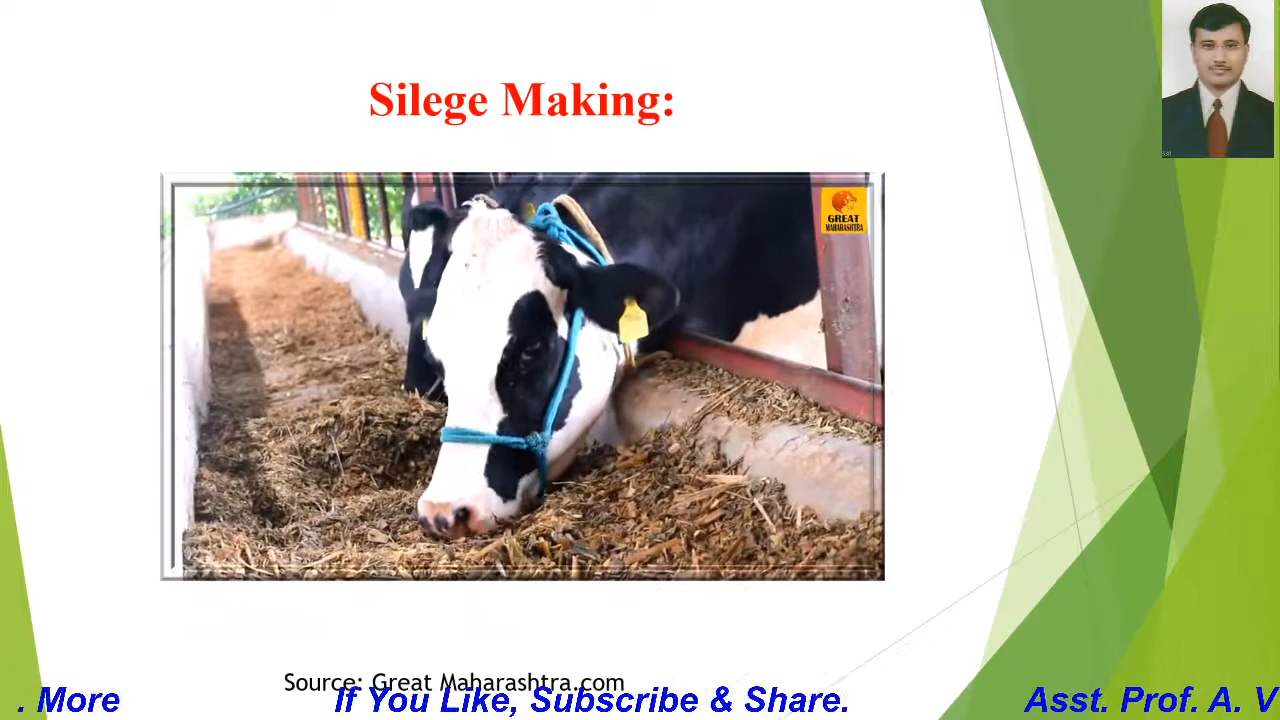 Silege Making:
GREAT
MAHARASHTRA
Source: Great Maharashtra.com
. More If You Like, Subscribe & Share. Asst. Prof. A. V